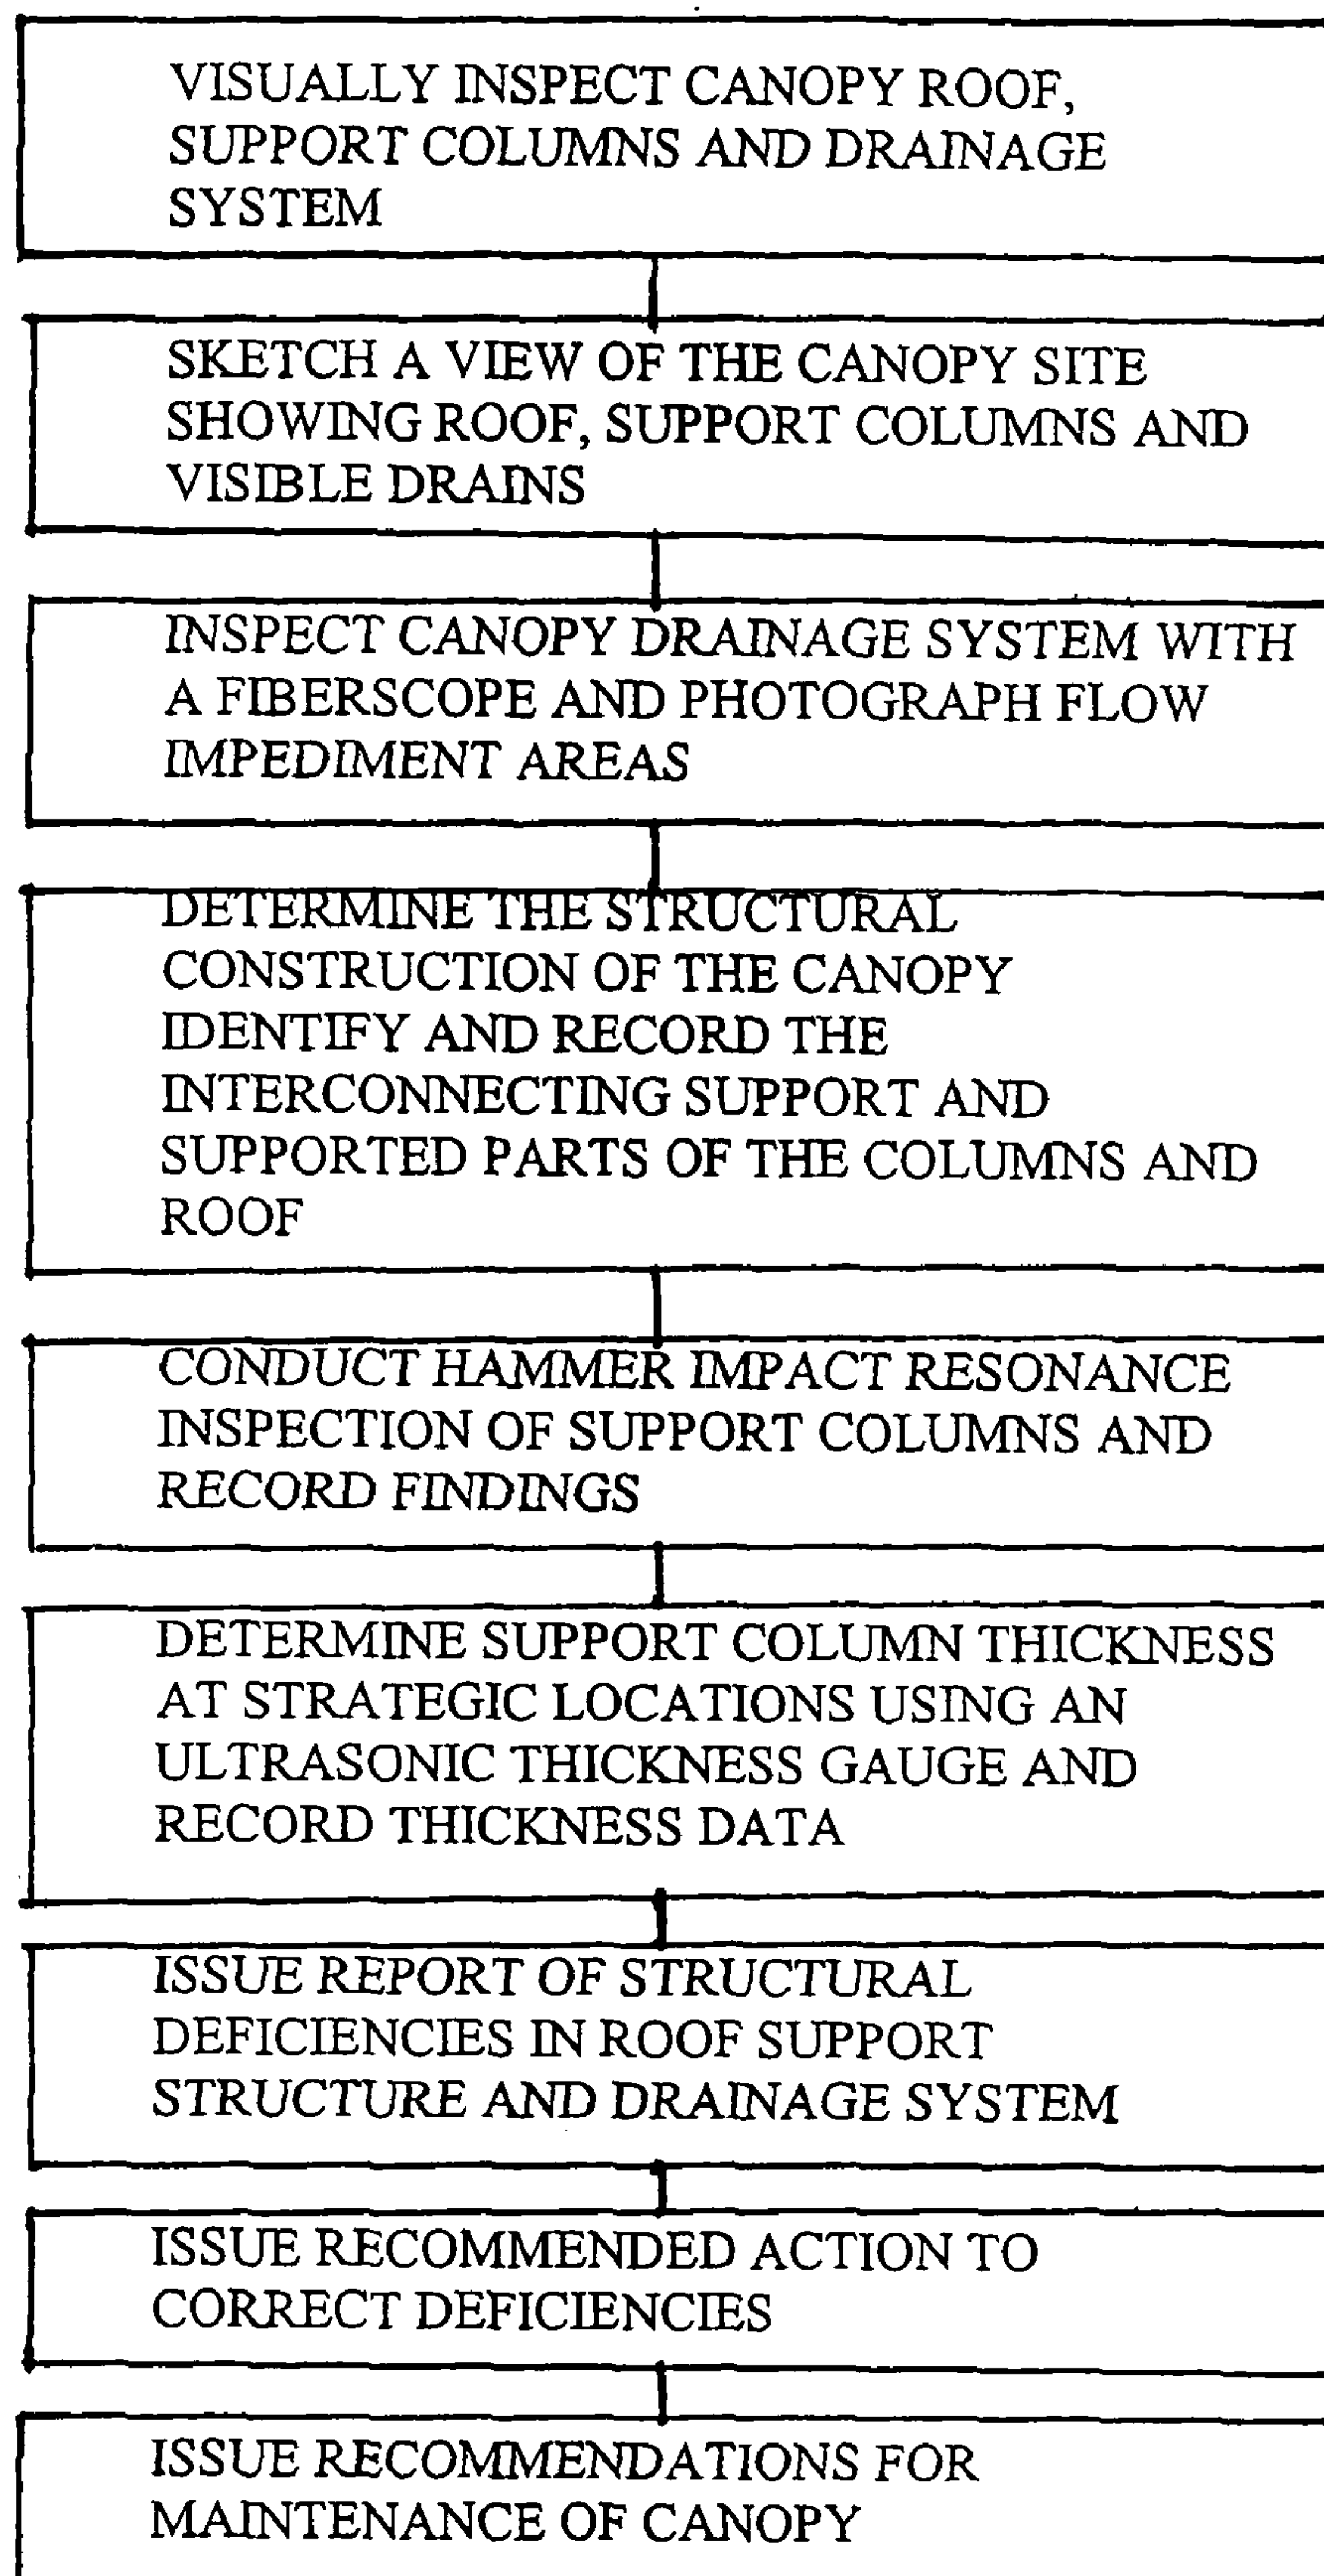 VISUALLY INSPECT CANOPY ROOF,
SUPPORT COLUMNS AND DRAINAGE
SYSTEM
SKETCH A VIEW OF THE CANOPY SITE
SHOWING ROOF, SUPPORT COLUMNS AND
VISIBLE DRAINS
INSPECT CANOPY DRAINAGE SYSTEM WITH
A FIBERSCOPE AND PHOTOGRAPH FLOW
IMPEDIMENT AREAS
DETERMINE THE STRUCTURAL
CONSTRUCTION OF THE CANOPY
IDENTIFY AND RECORD THE
INTERCONNECTING SUPPORT AND
SUPPORTED PARTS OF THE COLUMNS AND
ROOF
CONDUCT HAMMER IMPACT RESONANCE
INSPECTION OF SUPPORT COLUMNS AND
RECORD FINDINGS
DETERMINE SUPPORT COLUMN THICKNESS
AT STRATEGIC LOCATIONS USING AN
ULTRASONIC THICKNESS GAUGE AND
RECORD THICKNESS DATA
ISSUE REPORT OF STRUCTURAL
DEFICIENCIES IN ROOF SUPPORT
STRUCTURE AND DRAINAGE SYSTEM
ISSUE RECOMMENDED ACTION TO
CORRECT DEFICIENCIES
ISSUE RECOMMENDATIONS FOR
MAINTENANCE OF CANOPY